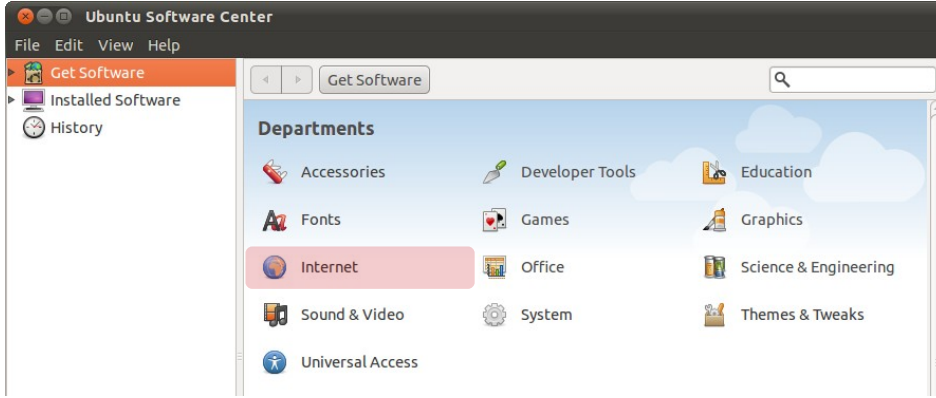 Ubuntu Software Center
File Edit View Help
Get Software
Installed Software
History
Get Software
Departments
Accessories Developer Tools Education
Fonts Games Graphics
Internet Office Science & Engineering
Sound & Video System Themes & Tweaks
Universal Access